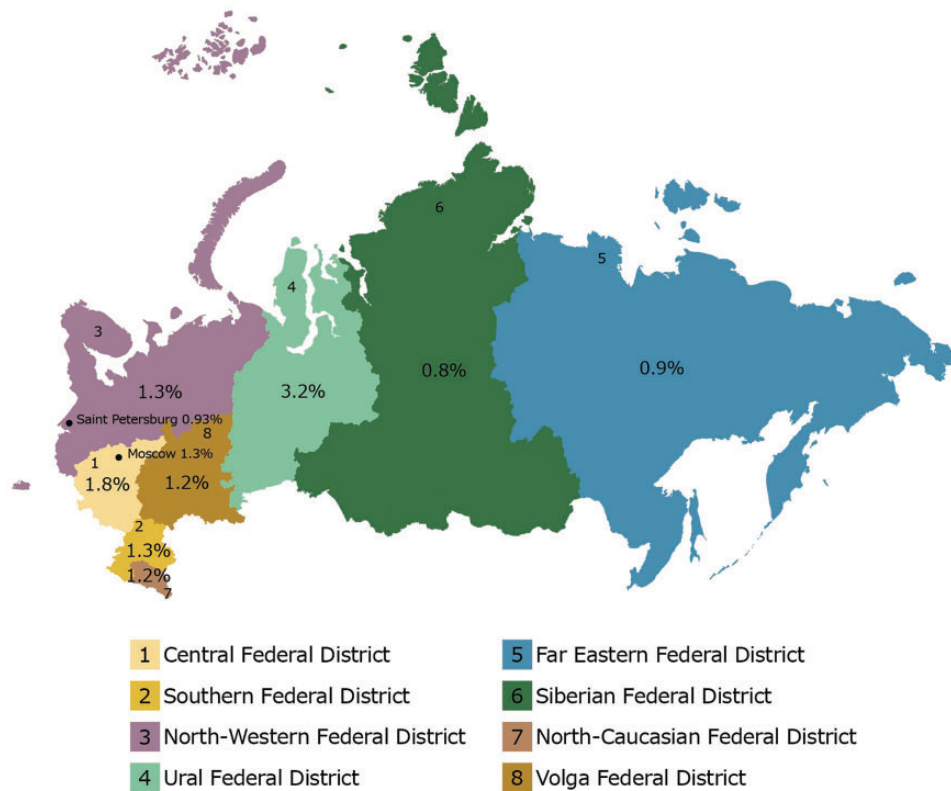 6
5
4
3
1.3%
3.2%
0.8%
0.9%
Saint Petersburg 0.93%
8
1
Moscow 1.3%
1.8%
1.2%
2
1.3%
1.2%
7
1 Central Federal District
2 Southern Federal District
3 North-Western Federal District
4 Ural Federal District
5 Far Eastern Federal District
6 Siberian Federal District
7 North-Caucasian Federal District
8 Volga Federal District